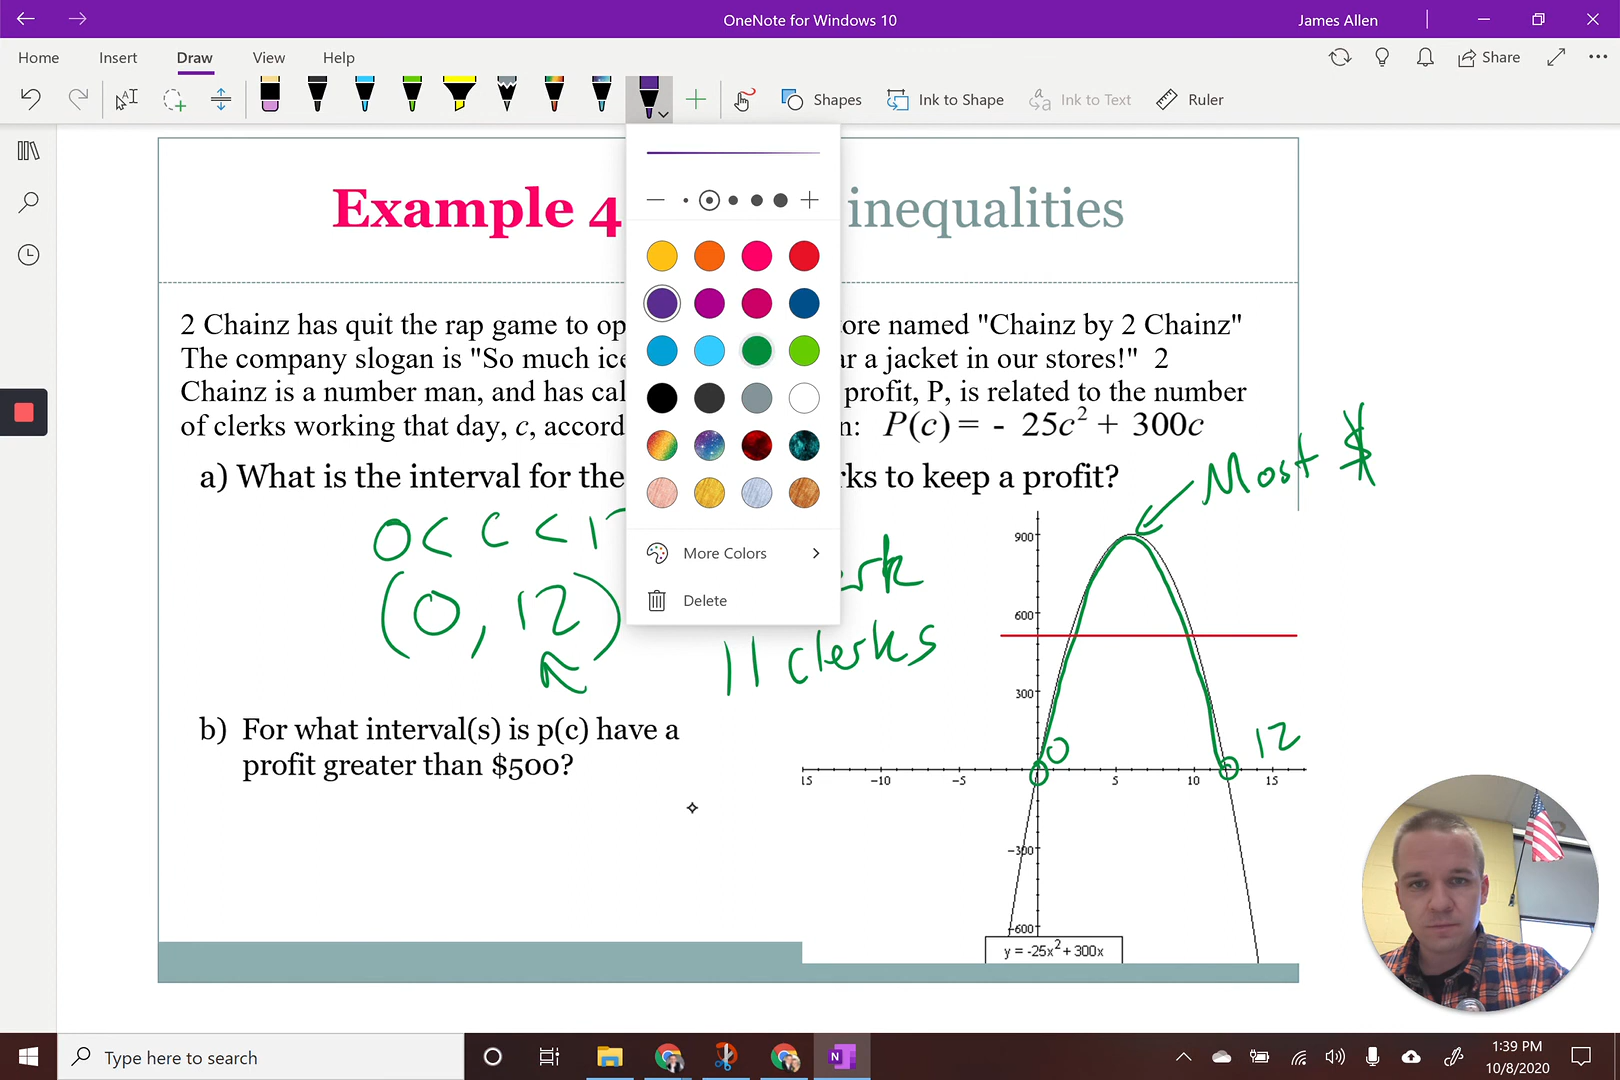 OneNote for Windows 10
James Allen
Home Insert Draw View Help
Share
Shapes Ink to Shape Ink to Text Ruler
Example 4 inequalities
2 Chainz has quit the rap game to op ore named "Chainz by 2 Chainz"
The company slogan is "So much ice ar a jacket in our stores!" 2
Chainz is a number man, and has cal profit, P, is related to the number
of clerks working that day, c, accord n: P(c) = - 25c² + 300c
a) What is the interval for the rks to keep a profit?
Most $
0 < c < 1
(0, 12)
erk
11 clerks
b) For what interval(s) is p(c) have a
profit greater than $500?
More Colors
Delete
900
600
300
0
12
15 -10 -5 5 10 15
-300
-600
y = -25x² + 300x
Type here to search
1:39 PM
10/8/2020